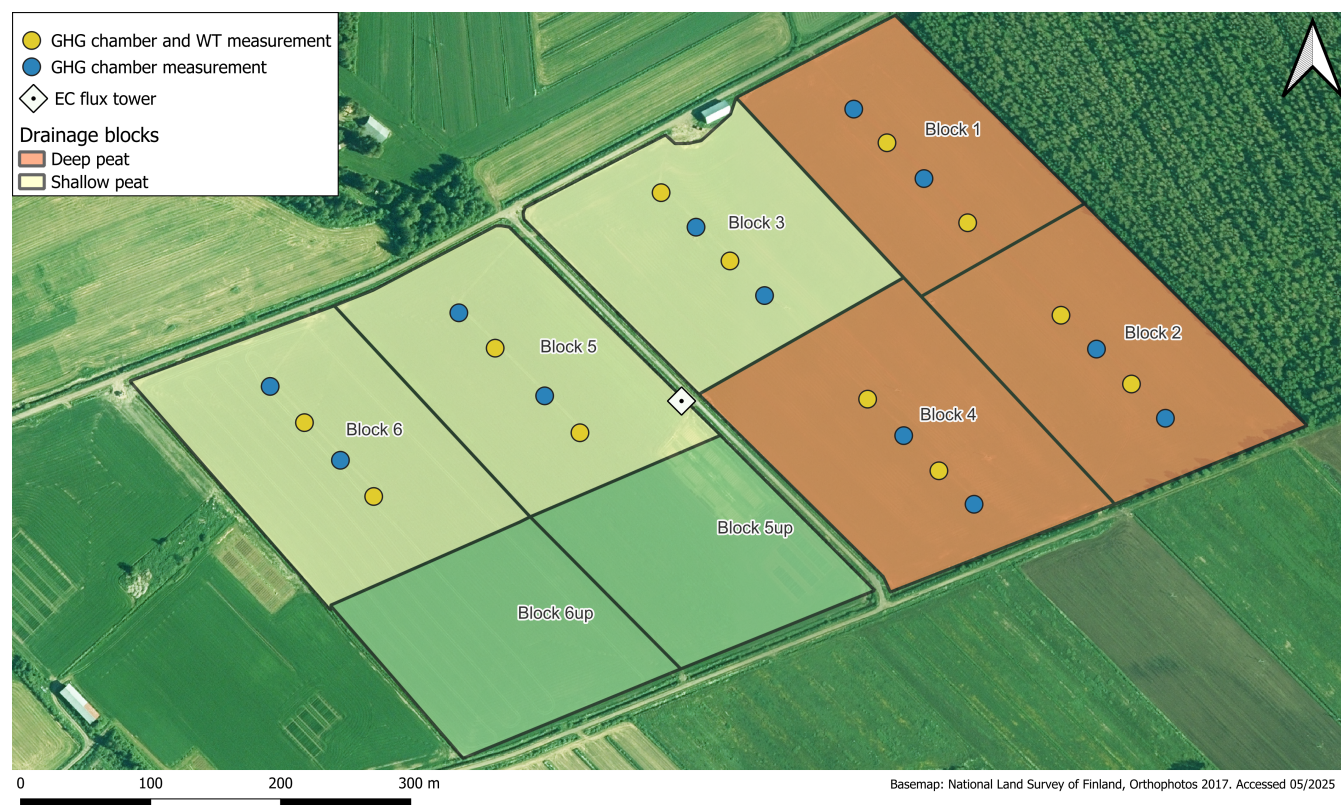 GHG chamber and WT measurement
GHG chamber measurement
EC flux tower
Drainage blocks
Deep peat
Shallow peat
Block 1
Block 3
Block 2
Block 5
Block 4
Block 6
Block 5up
Block 6up
0 100 200 300 m
Basemap: National Land Survey of Finland, Orthophotos 2017. Accessed 05/2025